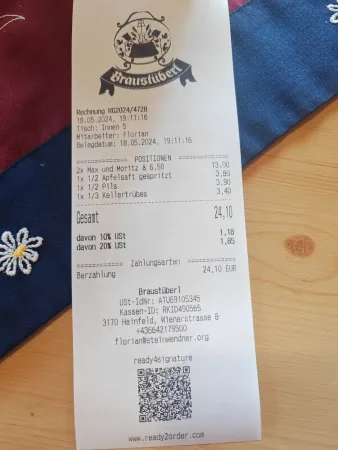 Braustüberl
Rechnung RG2024/4728
18.05.2024, 19:11:16
Tisch: Innen 5
Mitarbeiter: Florian
Belegdatum: 18.05.2024, 19:11:16
============ POSITIONEN ============
2x Max und Moritz à 6,50 13,00
1x 1/2 Apfelsaft gespritzt 3,80
1x 1/2 Pils 3,90
1x 1/3 Kellertrübes 3,40
Gesamt 24,10
davon 10% USt 1,18
davon 20% USt 1,85
============ Zahlungsarten ============
Barzahlung 24,10 EUR
Braustüberl
USt-IdNr: ATU69105345
Kassen-ID: RKID490565
3170 Hainfeld, Wienerstrasse 8
+436642179500
florian@steinwendner.org
ready4signature
www.ready2order.com